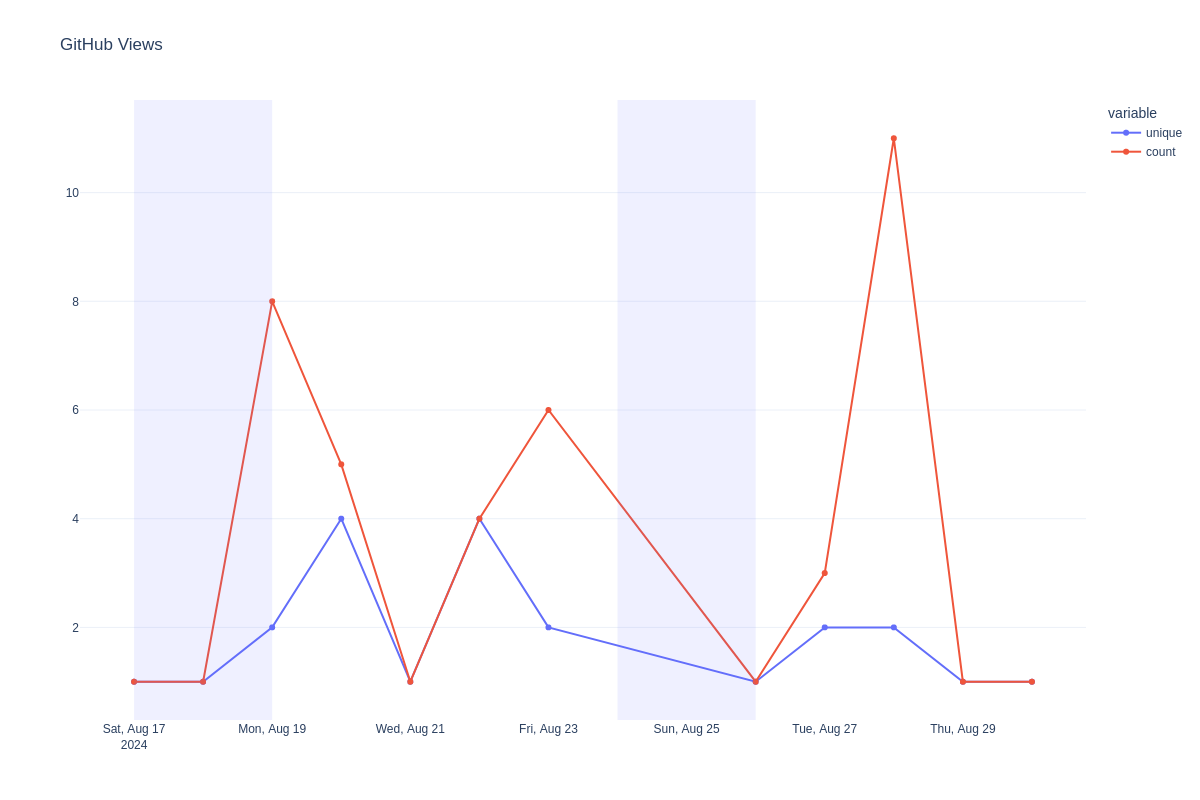 GitHub Views
variable
unique
count
10
8
6
4
2
Sat, Aug 17
2024
Mon, Aug 19
Wed, Aug 21
Fri, Aug 23
Sun, Aug 25
Tue, Aug 27
Thu, Aug 29